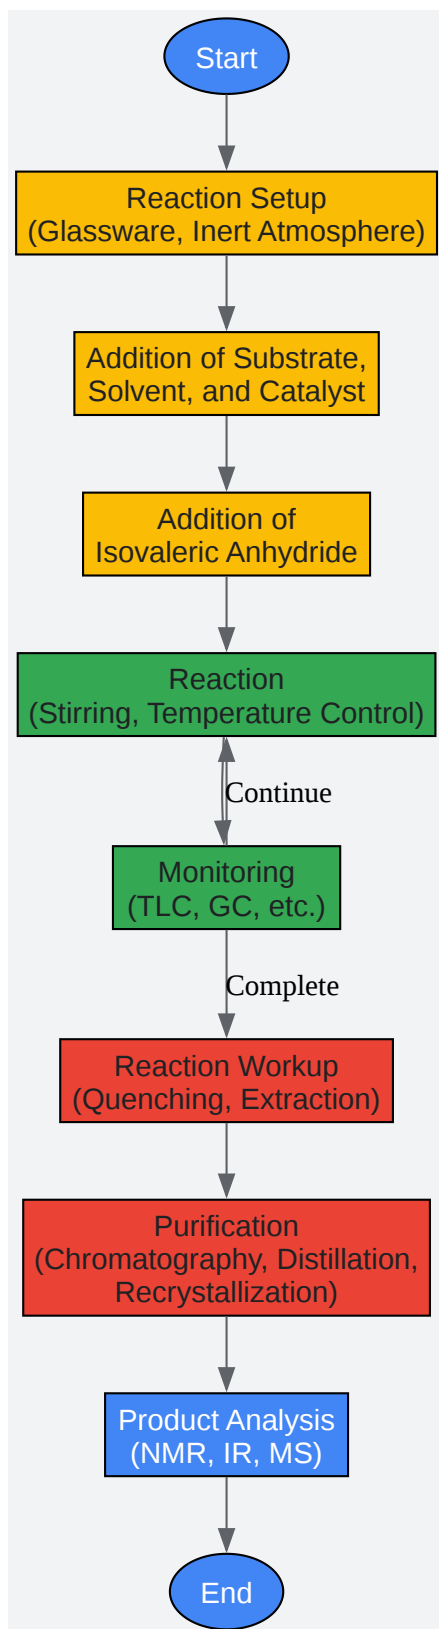 Start
Reaction Setup
(Glassware, Inert Atmosphere)
Addition of Substrate,
Solvent, and Catalyst
Addition of
Isovaleric Anhydride
Reaction
(Stirring, Temperature Control)
Continue
Monitoring
(TLC, GC, etc.)
Complete
Reaction Workup
(Quenching, Extraction)
Purification
(Chromatography, Distillation,
Recrystallization)
Product Analysis
(NMR, IR, MS)
End